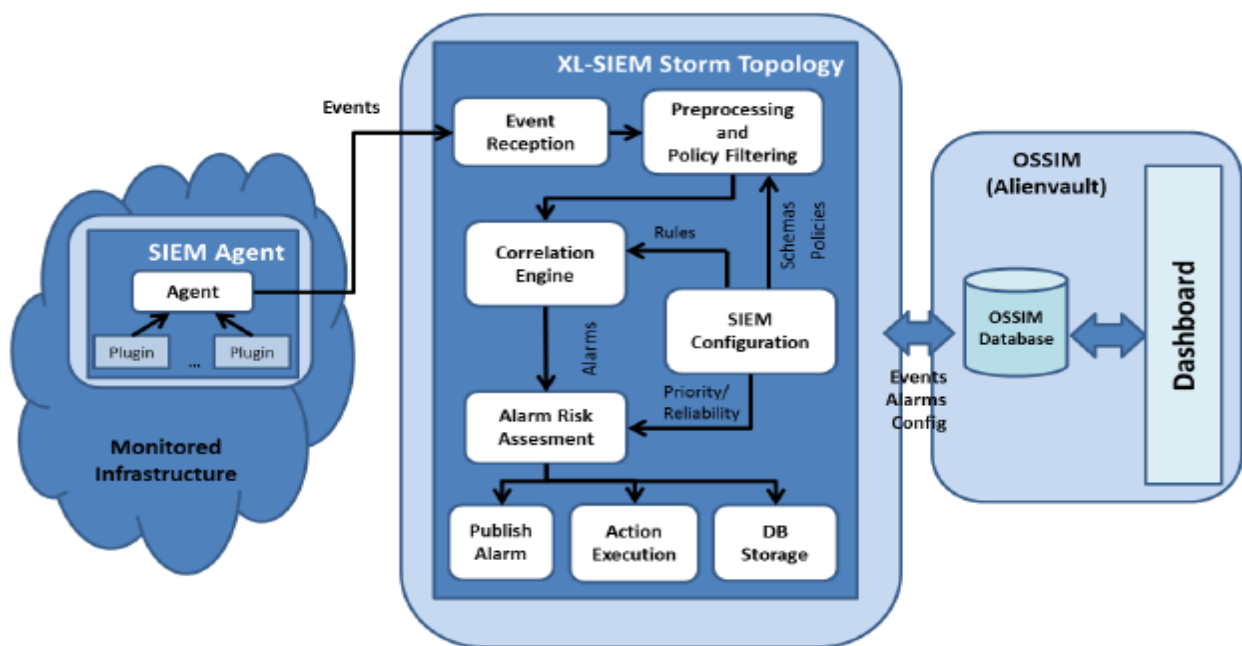 XL-SIEM Storm Topology
Events
Event
Reception
Preprocessing
and
Policy Filtering
SIEM Agent
Agent
Plugin
...
Plugin
Monitored
Infrastructure
Correlation
Engine
Rules
Schemas
Policies
SIEM
Configuration
Alarms
Priority/
Reliability
Alarm Risk
Assesment
Publish
Alarm
Action
Execution
DB
Storage
Events
Alarms
Config
OSSIM
(Alienvault)
OSSIM
Database
Dashboard